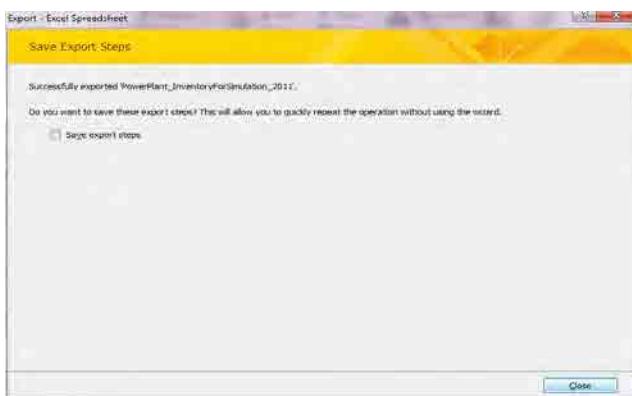 Export - Excel Spreadsheet
Save Export Steps
Successfully exported 'PowerPlant_InventoryForSimulation_2011'.
Do you want to save these export steps? This will allow you to quickly repeat the operation without using the wizard.
Save export steps
Close